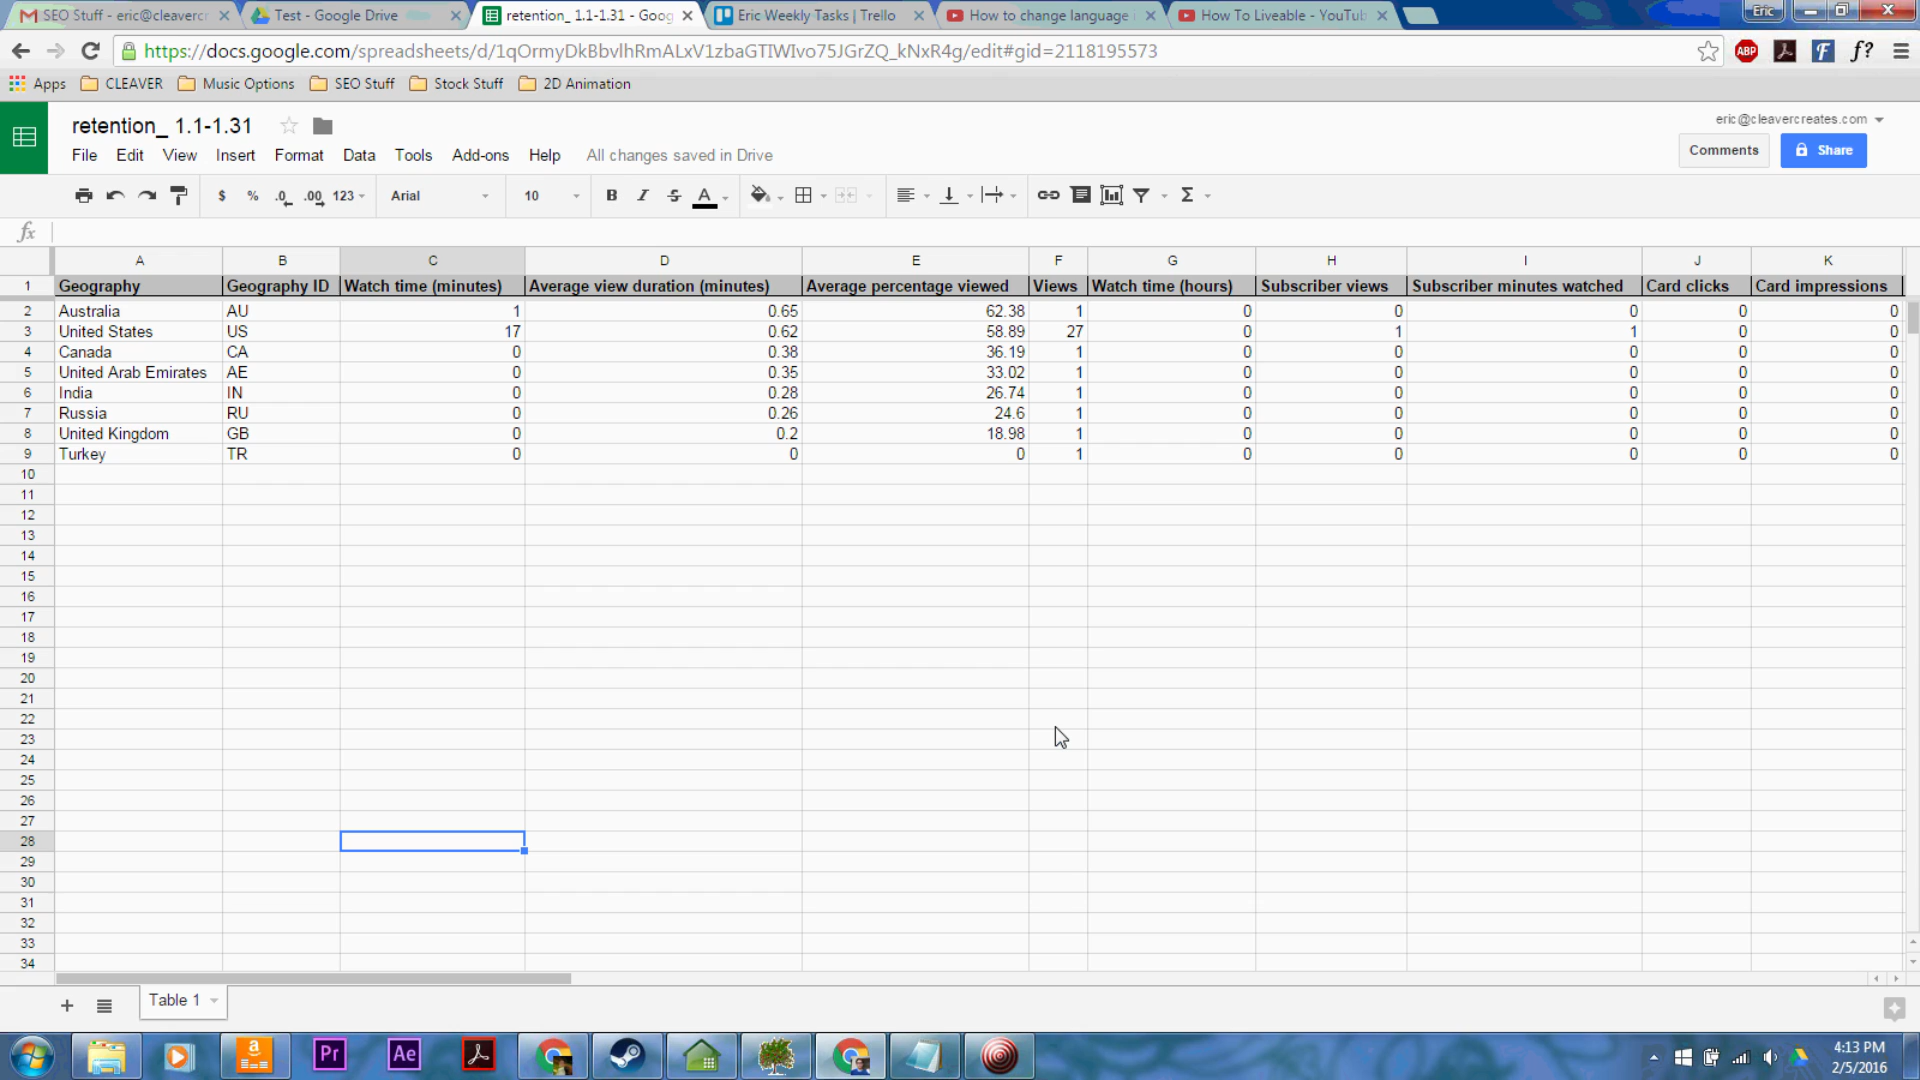 SEO Stuff - eric@cleavercr
Test - Google Drive
retention_ 1.1-1.31 - Goog
Eric Weekly Tasks | Trello
How to change language i
How To Liveable - YouTub
Eric
https://docs.google.com/spreadsheets/d/1qOrmyDkBbvlhRmALxV1zbaGTIWIvo75JGrZQ_kNxR4g/edit#gid=2118195573
ABP
F
f?
Apps
CLEAVER
Music Options
SEO Stuff
Stock Stuff
2D Animation
retention_ 1.1-1.31
eric@cleavercreates.com
File Edit View Insert Format Data Tools Add-ons Help All changes saved in Drive
Comments
Share
$ % .0 .00 123 Arial 10 B I S A Σ
fx
A B C D E F G H I J K
1 Geography Geography ID Watch time (minutes) Average view duration (minutes) Average percentage viewed Views Watch time (hours) Subscriber views Subscriber minutes watched Card clicks Card impressions
2 Australia AU 1 0.65 62.38 1 0 0 0 0 0
3 United States US 17 0.62 58.89 27 0 1 1 0 0
4 Canada CA 0 0.38 36.19 1 0 0 0 0 0
5 United Arab Emirates AE 0 0.35 33.02 1 0 0 0 0 0
6 India IN 0 0.28 26.74 1 0 0 0 0 0
7 Russia RU 0 0.26 24.6 1 0 0 0 0 0
8 United Kingdom GB 0 0.2 18.98 1 0 0 0 0 0
9 Turkey TR 0 0 0 1 0 0 0 0 0
10
11
12
13
14
15
16
17
18
19
20
21
22
23
24
25
26
27
28
29
30
31
32
33
34
Table 1
a
Pr
Ae
4:13 PM
2/5/2016